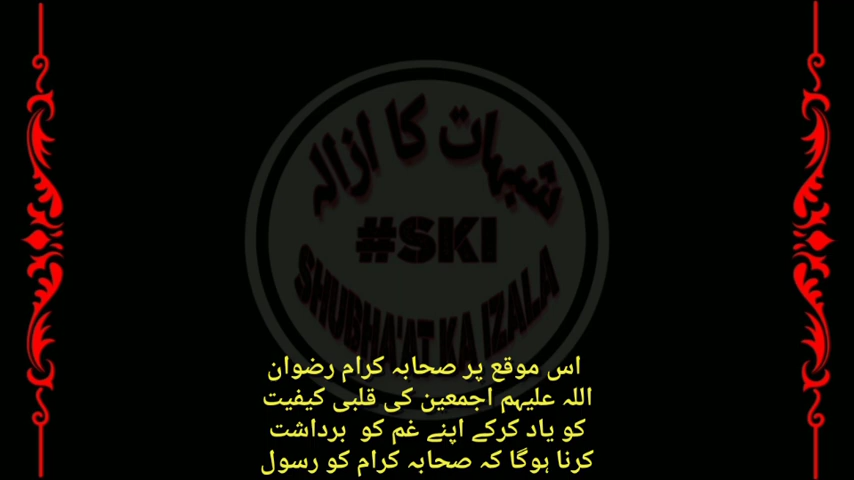 شبہات کا ازالہ
#SKI
SHUBHA'AT KA IZALA
اس موقع پر صحابہ کرام رضوان
اللہ علیہم اجمعین کی قلبی کیفیت
کو یاد کرکے اپنے غم کو برداشت
کرنا ہوگا کہ صحابہ کرام کو رسول